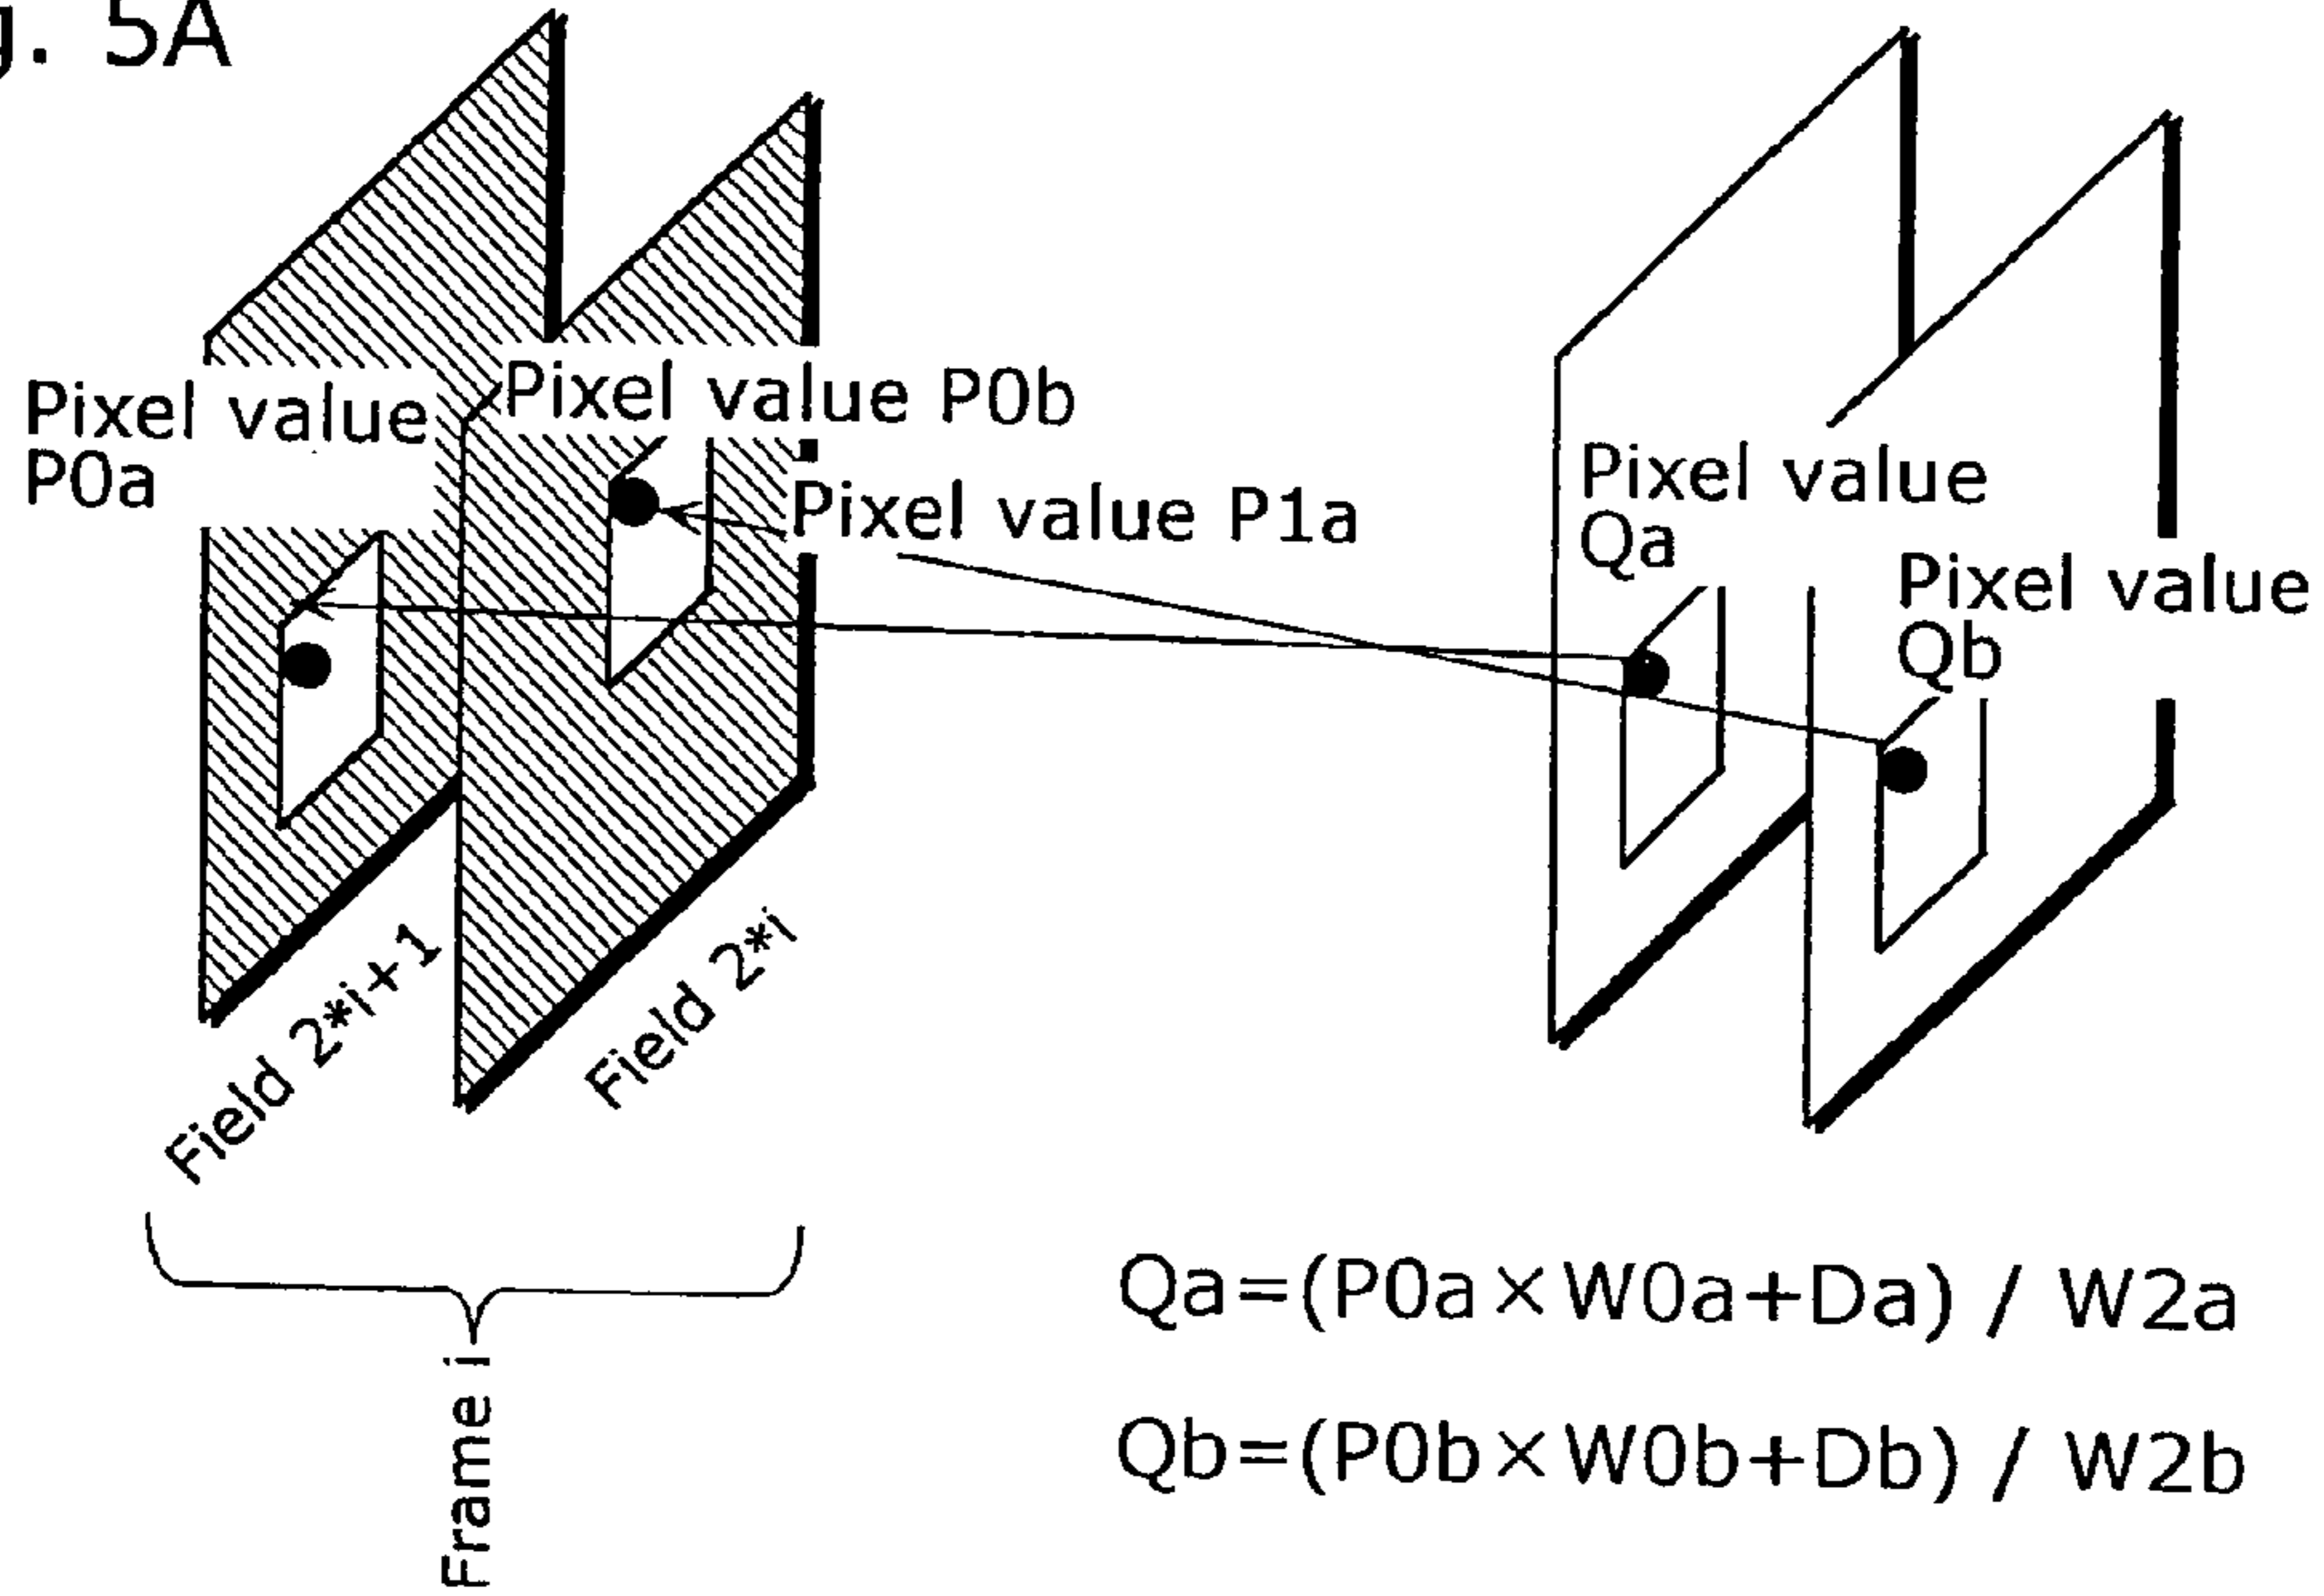 g. 5A
Pixel value
P0a
Pixel value P0b
Pixel value P1a
Pixel value
Qa
Pixel value
Qb
Field 2*i+1
Field 2*i
Frame i
Qa=(P0a×W0a+Da) / W2a
Qb=(P0b×W0b+Db) / W2b